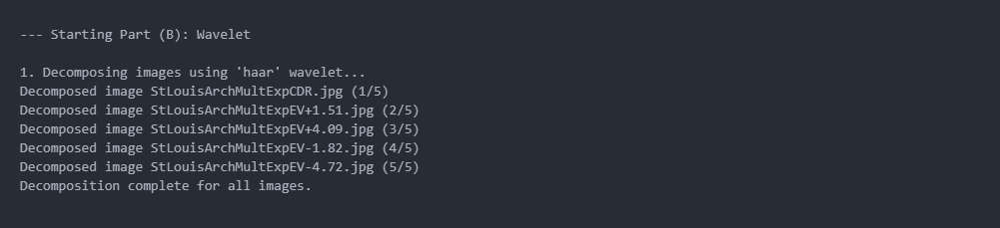 --- Starting Part (B): Wavelet
1. Decomposing images using 'haar' wavelet...
Decomposed image StLouisArchMultExpCDR.jpg (1/5)
Decomposed image StLouisArchMultExpEV+1.51.jpg (2/5)
Decomposed image StLouisArchMultExpEV+4.09.jpg (3/5)
Decomposed image StLouisArchMultExpEV-1.82.jpg (4/5)
Decomposed image StLouisArchMultExpEV-4.72.jpg (5/5)
Decomposition complete for all images.